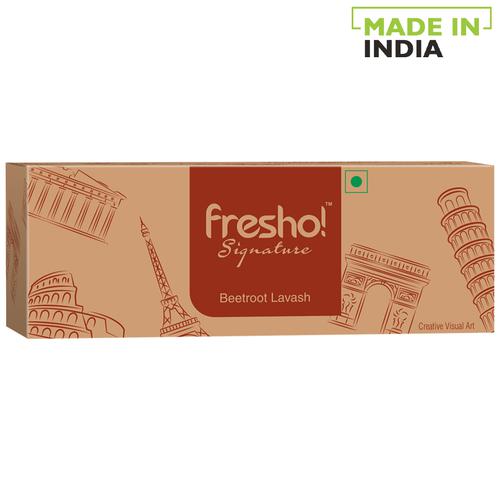 MADE IN
INDIA
fresho!™
Signature
Beetroot Lavash
Creative Visual Art